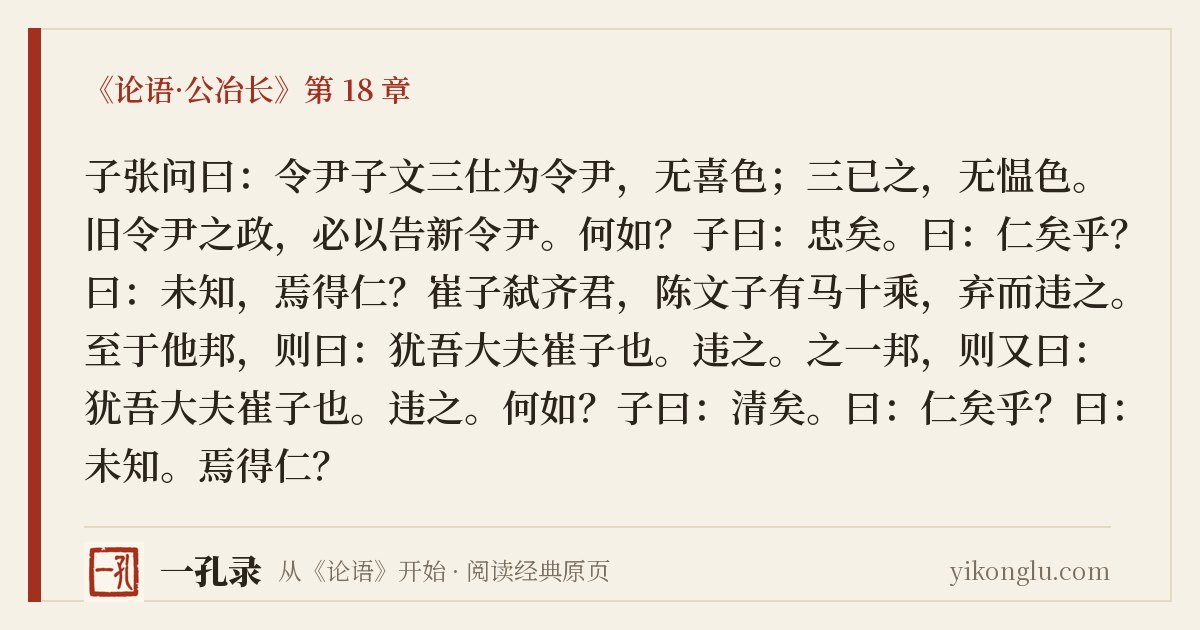 《论语·公冶长》第 18 章
子张问曰：令尹子文三仕为令尹，无喜色；三已之，无愠色。
旧令尹之政，必以告新令尹。何如？子曰：忠矣。曰：仁矣乎？
曰：未知，焉得仁？崔子弑齐君，陈文子有马十乘，弃而违之。
至于他邦，则曰：犹吾大夫崔子也。违之。之一邦，则又曰：
犹吾大夫崔子也。违之。何如？子曰：清矣。曰：仁矣乎？曰：
未知。焉得仁？
一孔
一孔录 从《论语》开始 · 阅读经典原页 yikonglu.com